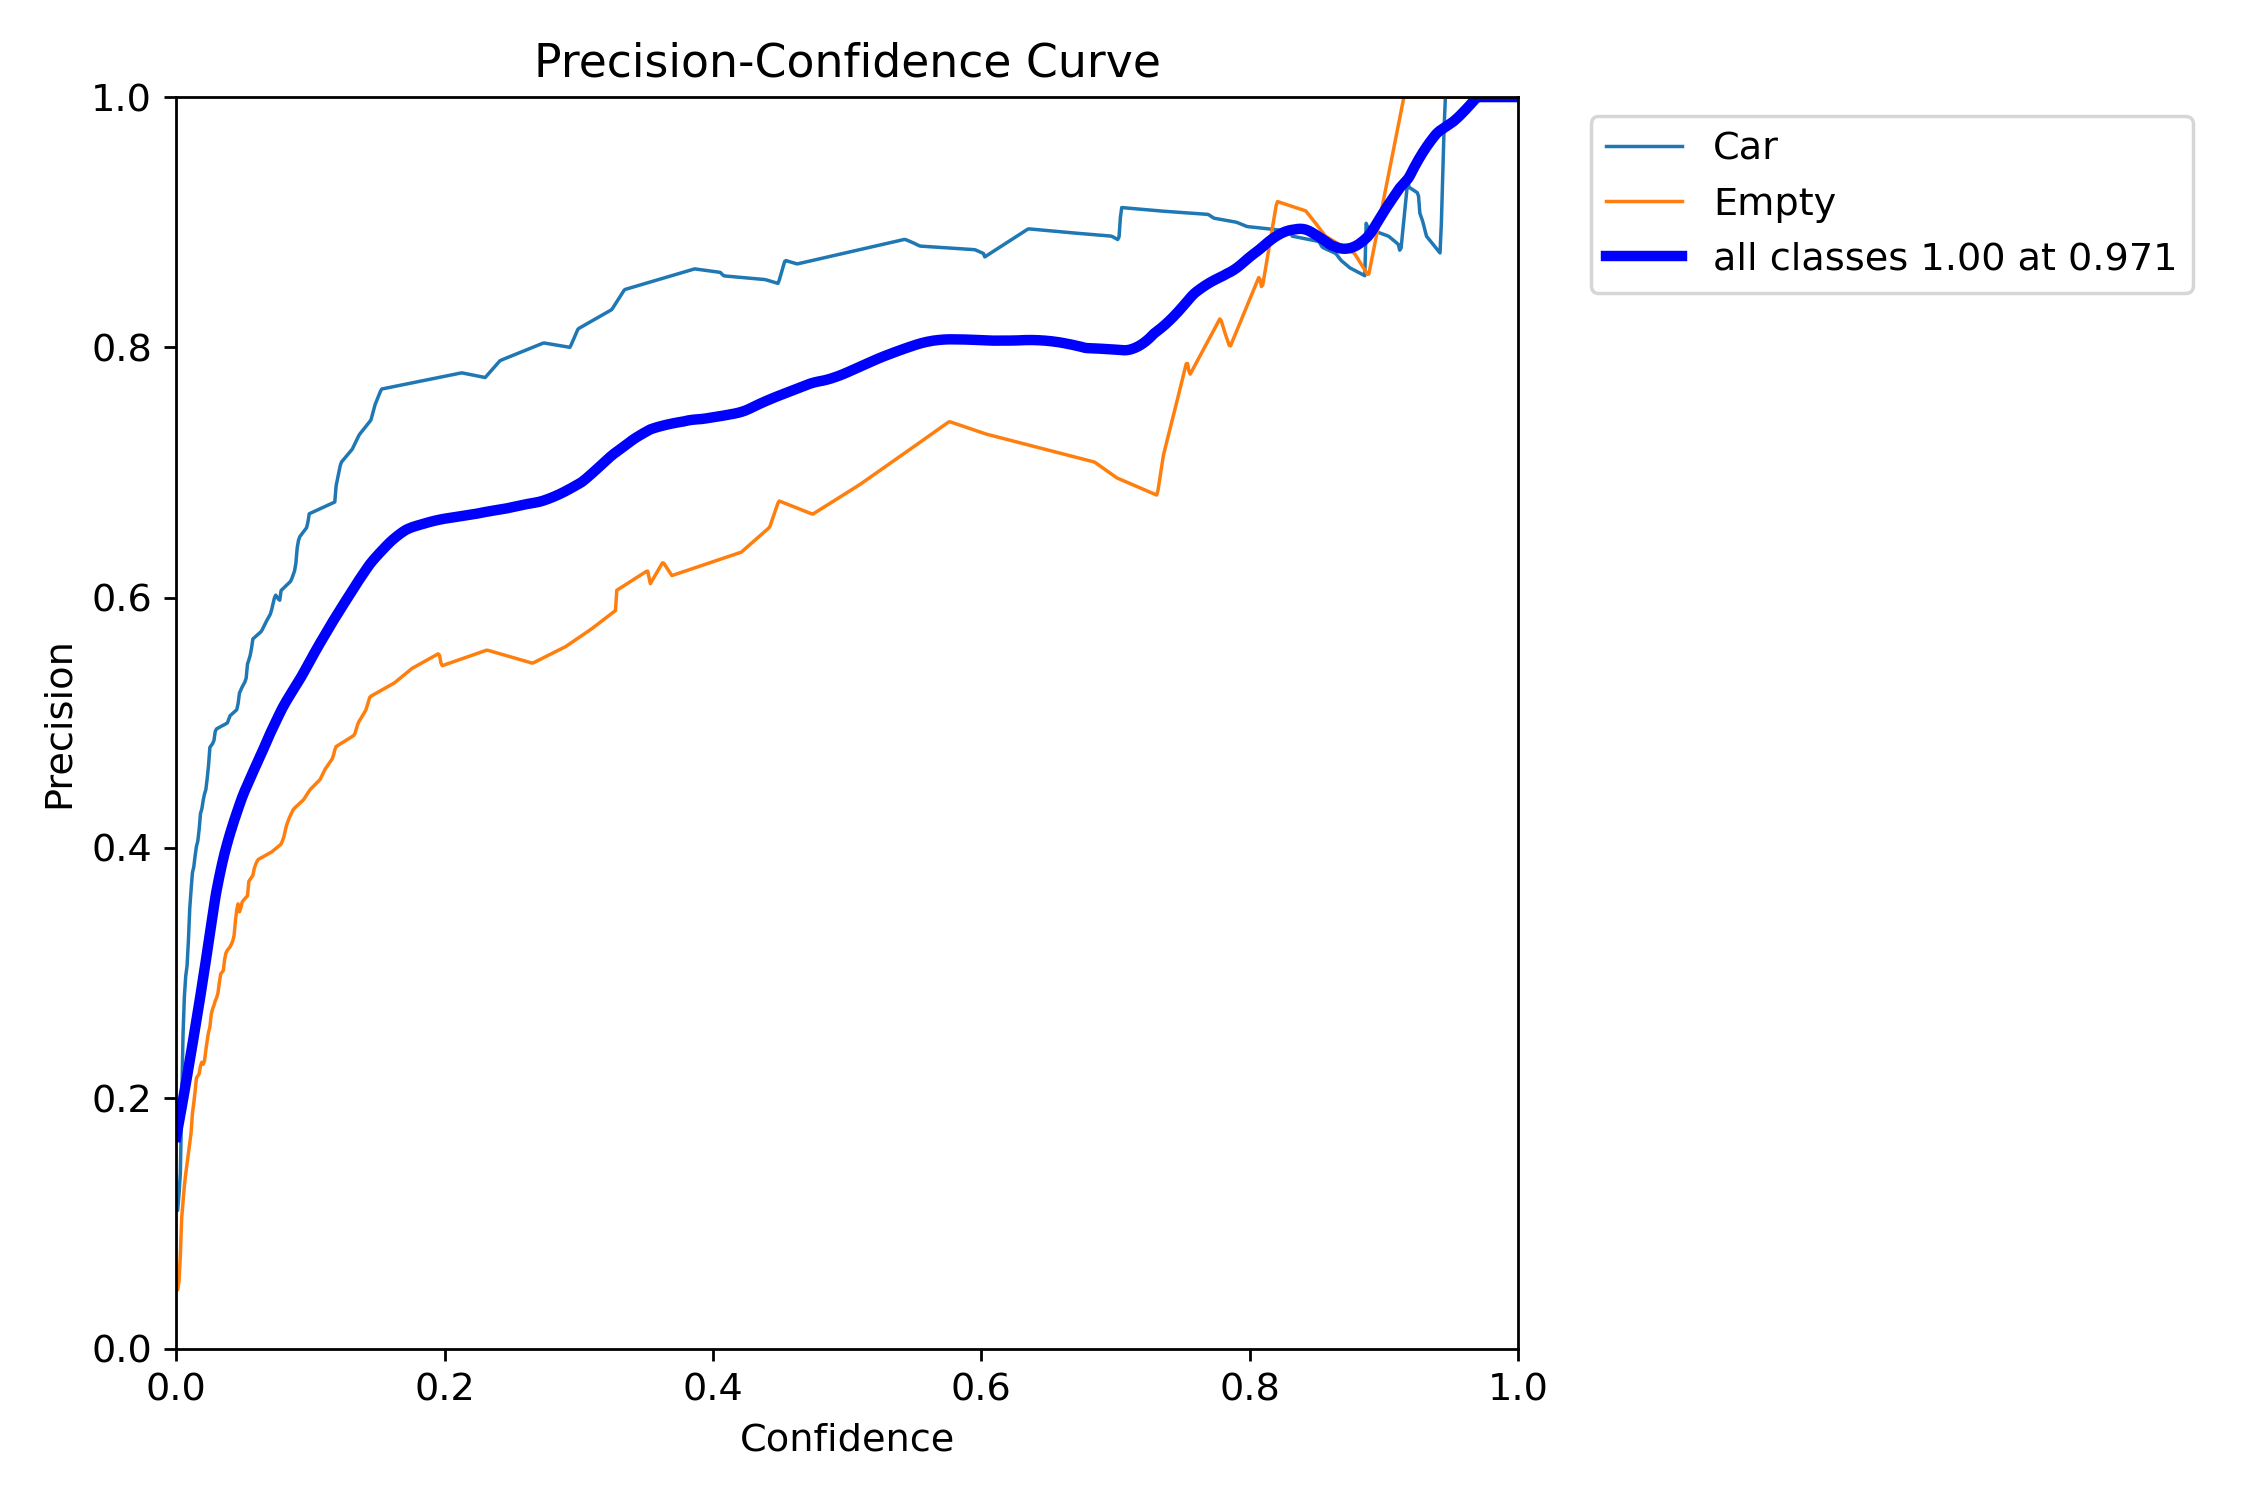 Precision-Confidence Curve
1.0
0.8
0.6
0.4
0.2
0.0
Precision
0.0 0.2 0.4 0.6 0.8 1.0
Confidence
Car
Empty
all classes 1.00 at 0.971